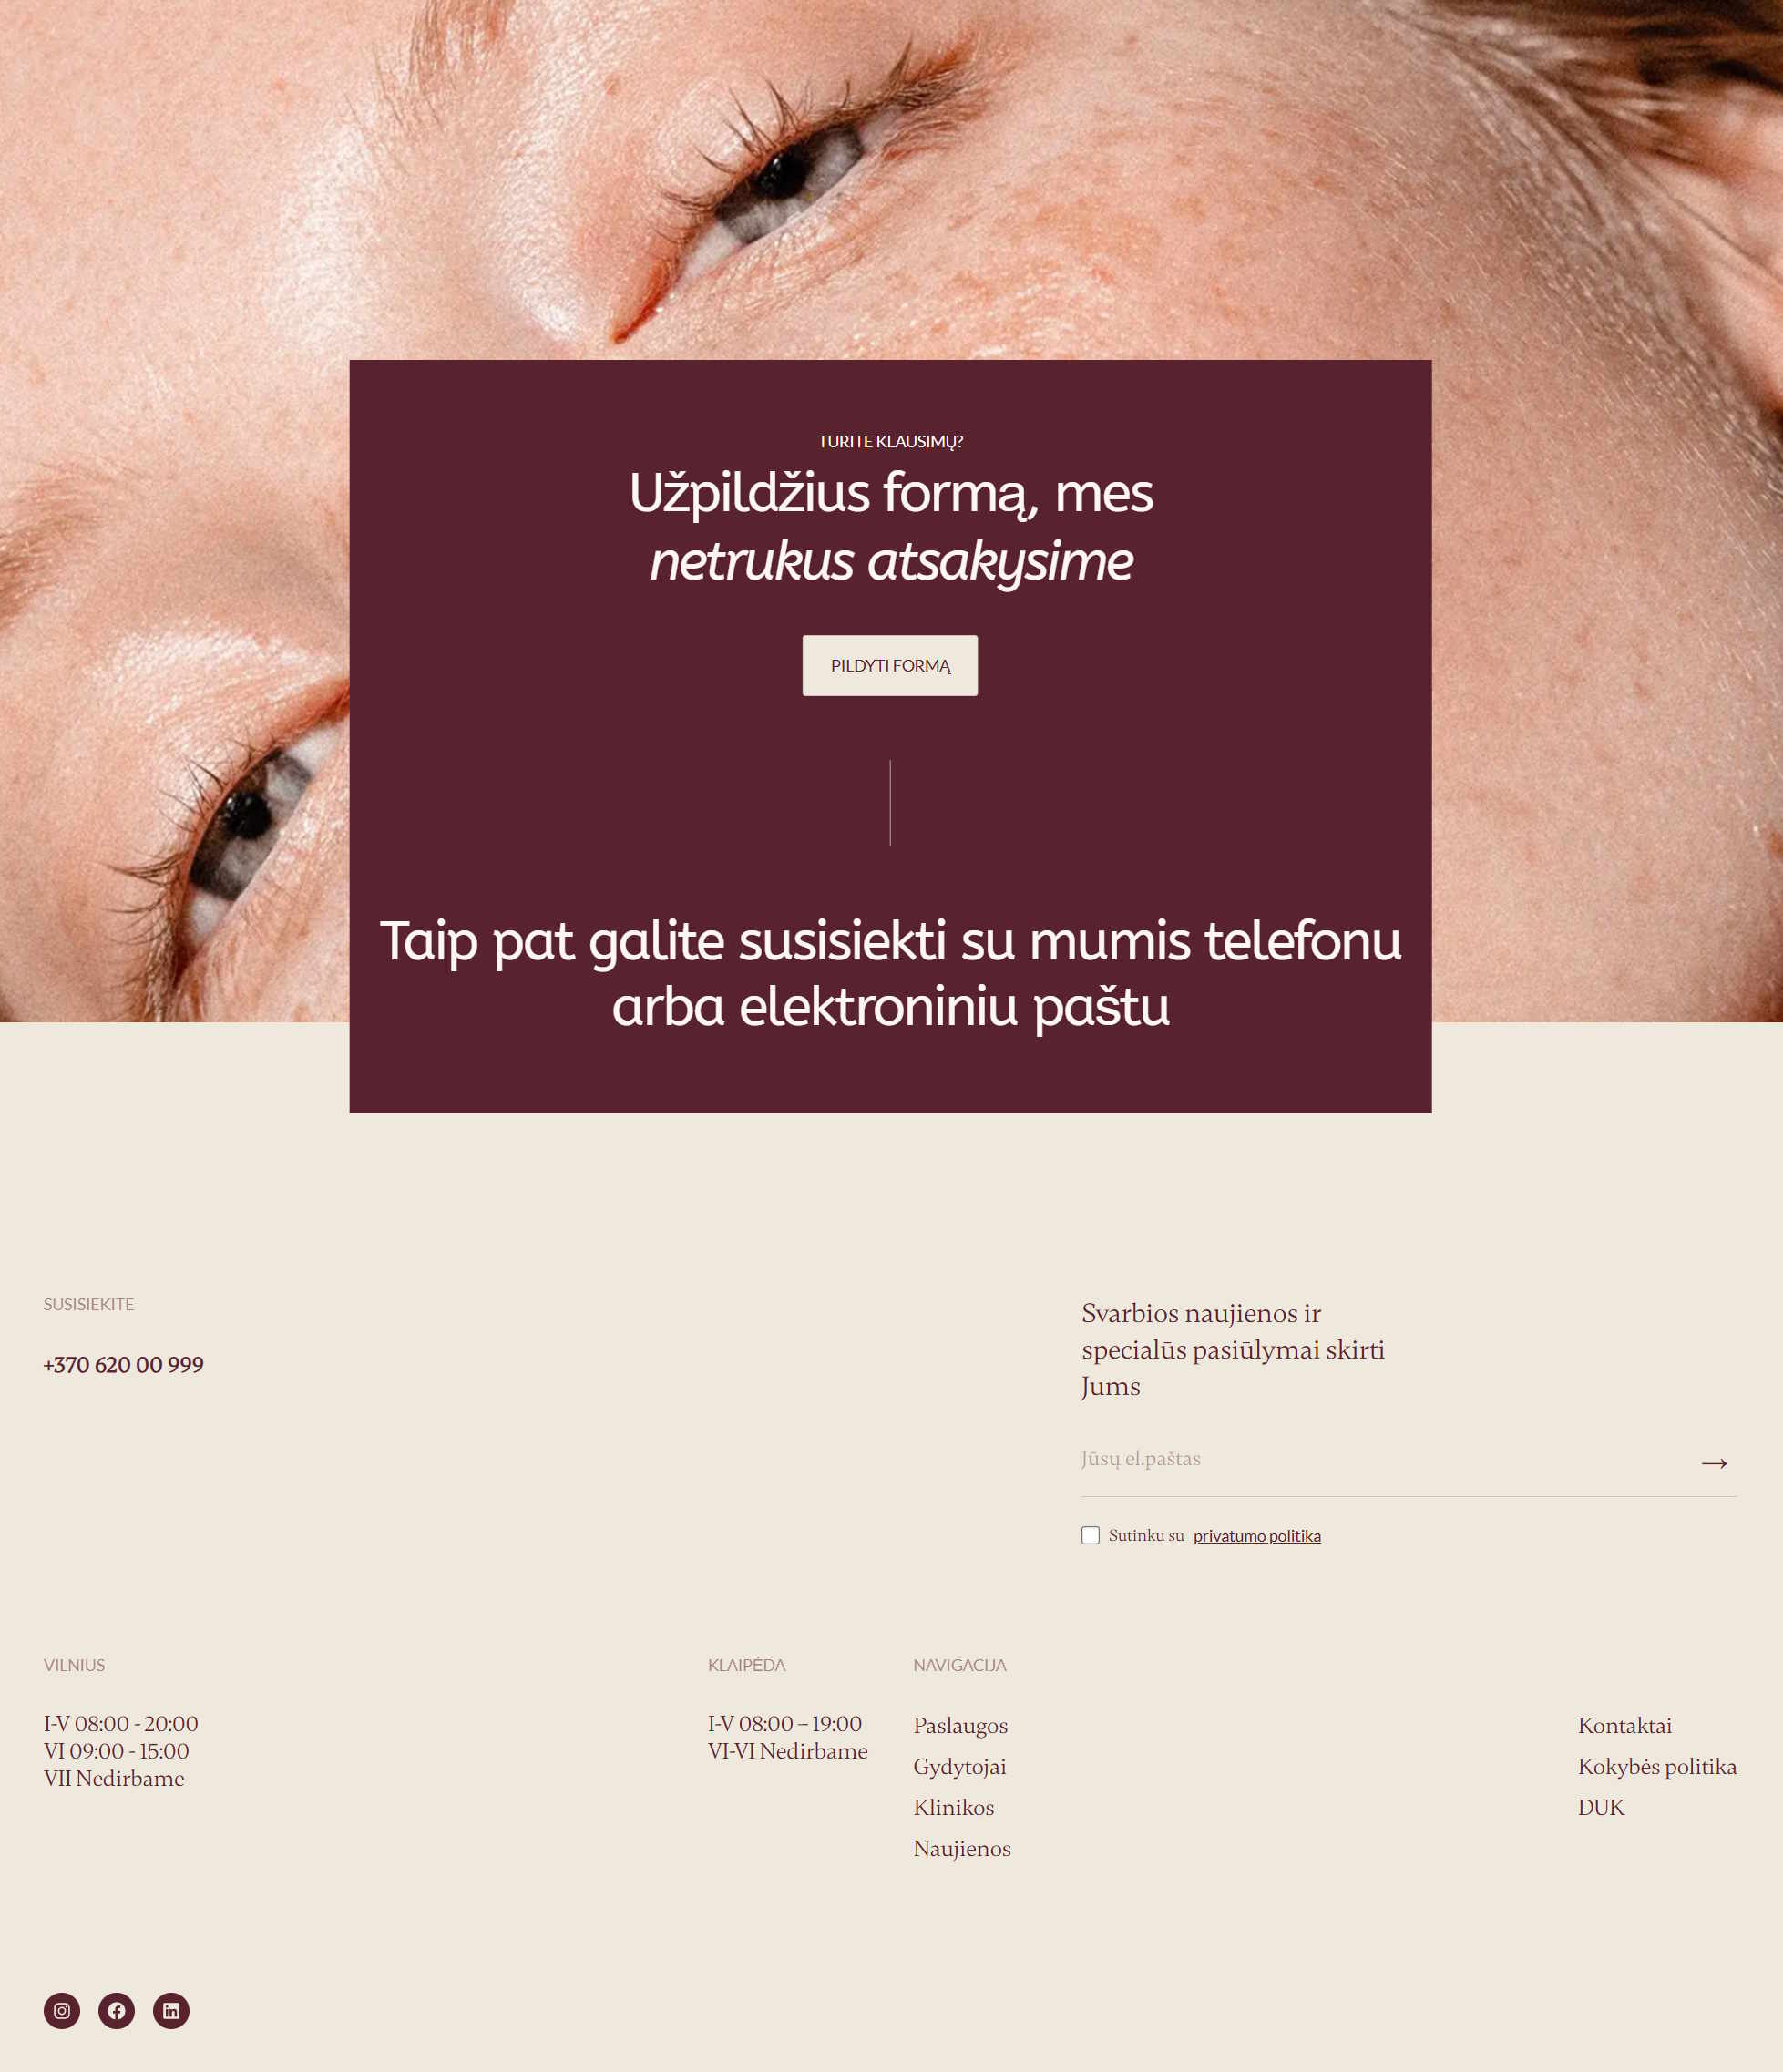 TURITE KLAUSIMŲ?
Užpildžius formą, mes
netrukus atsakysime
PILDYTI FORMĄ
Taip pat galite susisiekti su mumis telefonu
arba elektroniniu paštu
SUSISIEKITE
+370 620 00 999
Svarbios naujienos ir
specialūs pasiūlymai skirti
Jums
Jūsų el.paštas
Sutinku su privatumo politika
VILNIUS
I-V 08:00 - 20:00
VI 09:00 - 15:00
VII Nedirbame
KLAIPĖDA
I-V 08:00 – 19:00
VI-VI Nedirbame
NAVIGACIJA
Paslaugos
Gydytojai
Klinikos
Naujienos
Kontaktai
Kokybės politika
DUK